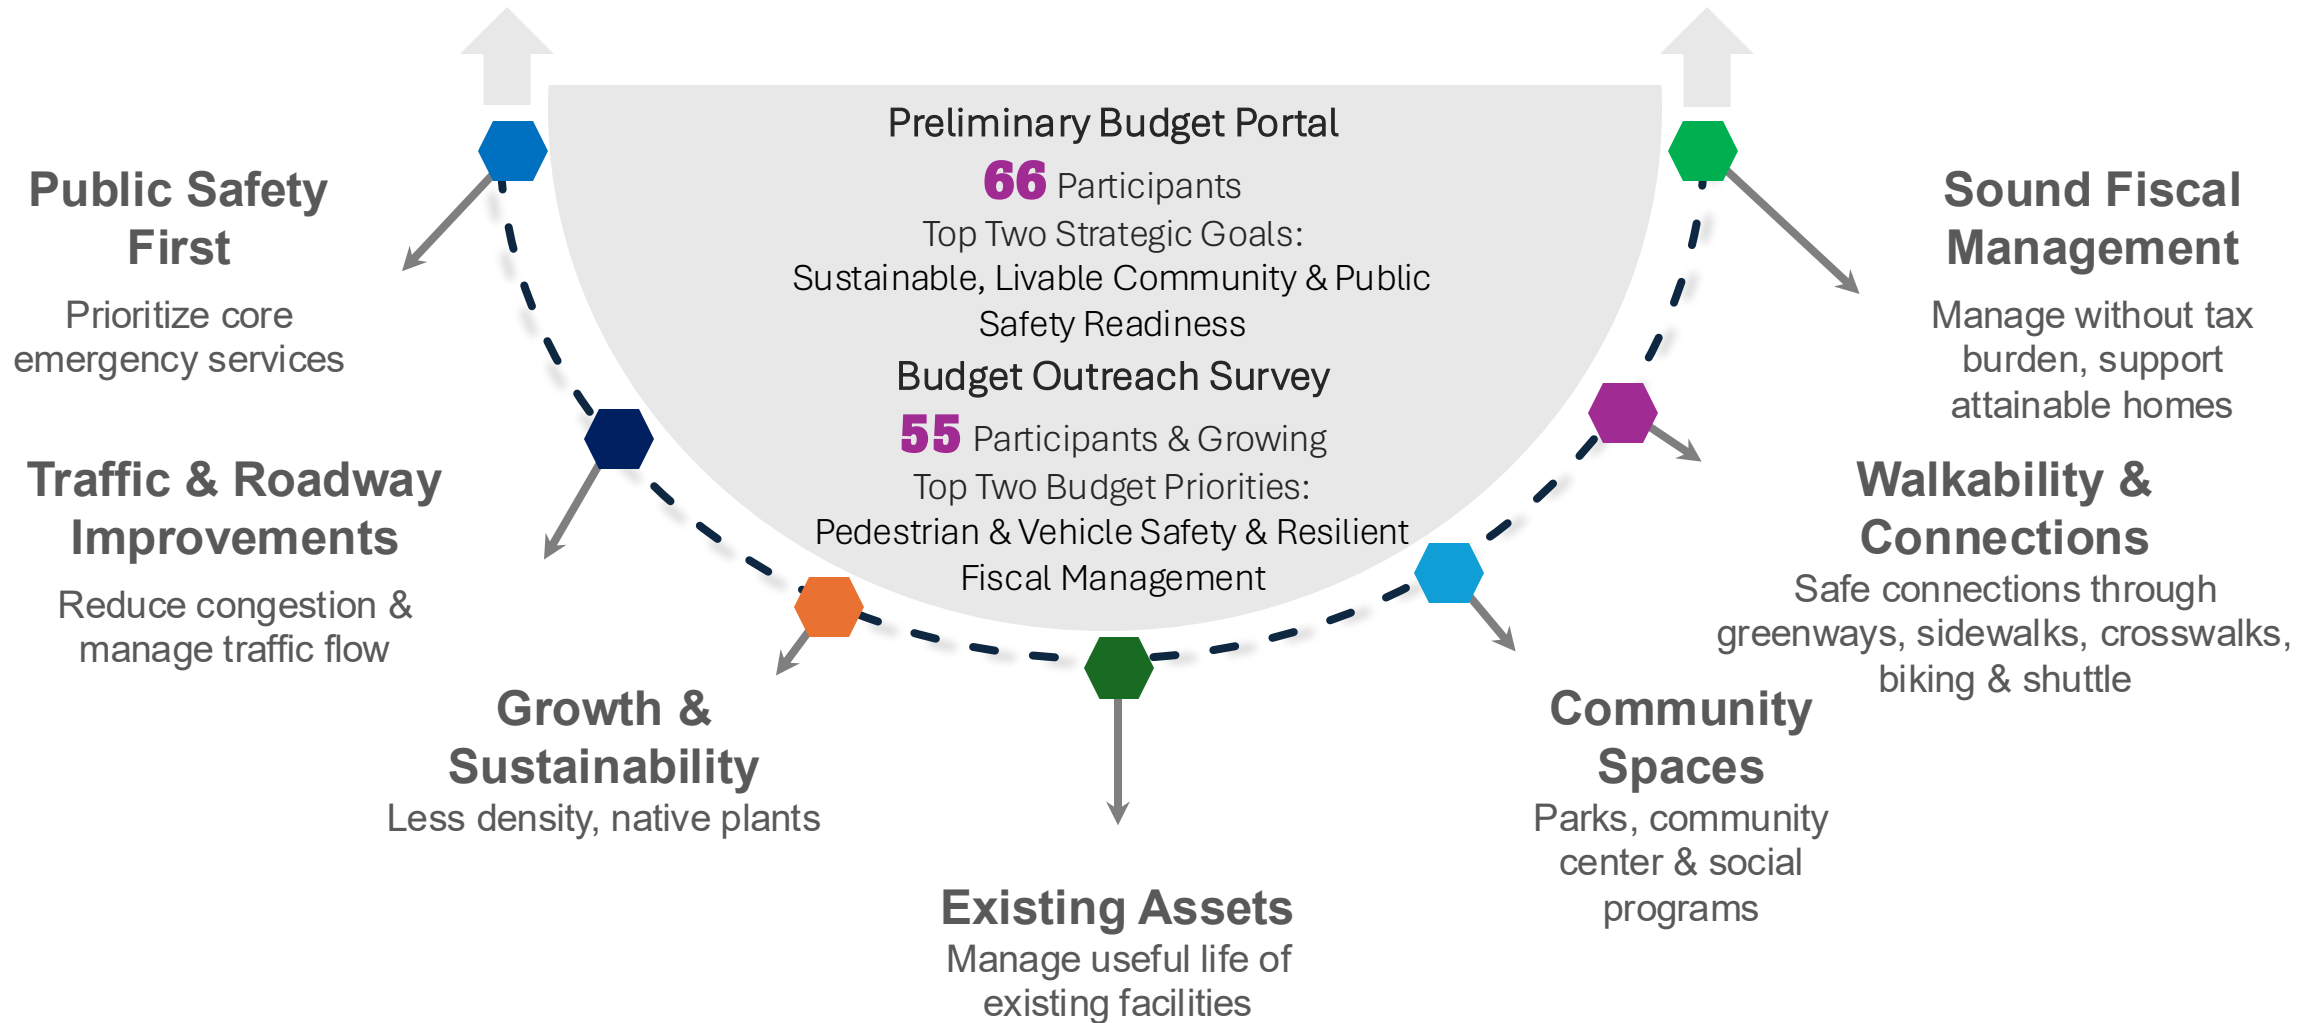 Preliminary Budget Portal
66 Participants
Top Two Strategic Goals:
Sustainable, Livable Community & Public
Safety Readiness
Budget Outreach Survey
55 Participants & Growing
Top Two Budget Priorities:
Pedestrian & Vehicle Safety & Resilient
Fiscal Management
Public Safety
First
Prioritize core
emergency services
Traffic & Roadway
Improvements
Reduce congestion &
manage traffic flow
Growth &
Sustainability
Less density, native plants
Existing Assets
Manage useful life of
existing facilities
Community
Spaces
Parks, community
center & social
programs
Walkability &
Connections
Safe connections through
greenways, sidewalks, crosswalks,
biking & shuttle
Sound Fiscal
Management
Manage without tax
burden, support
attainable homes